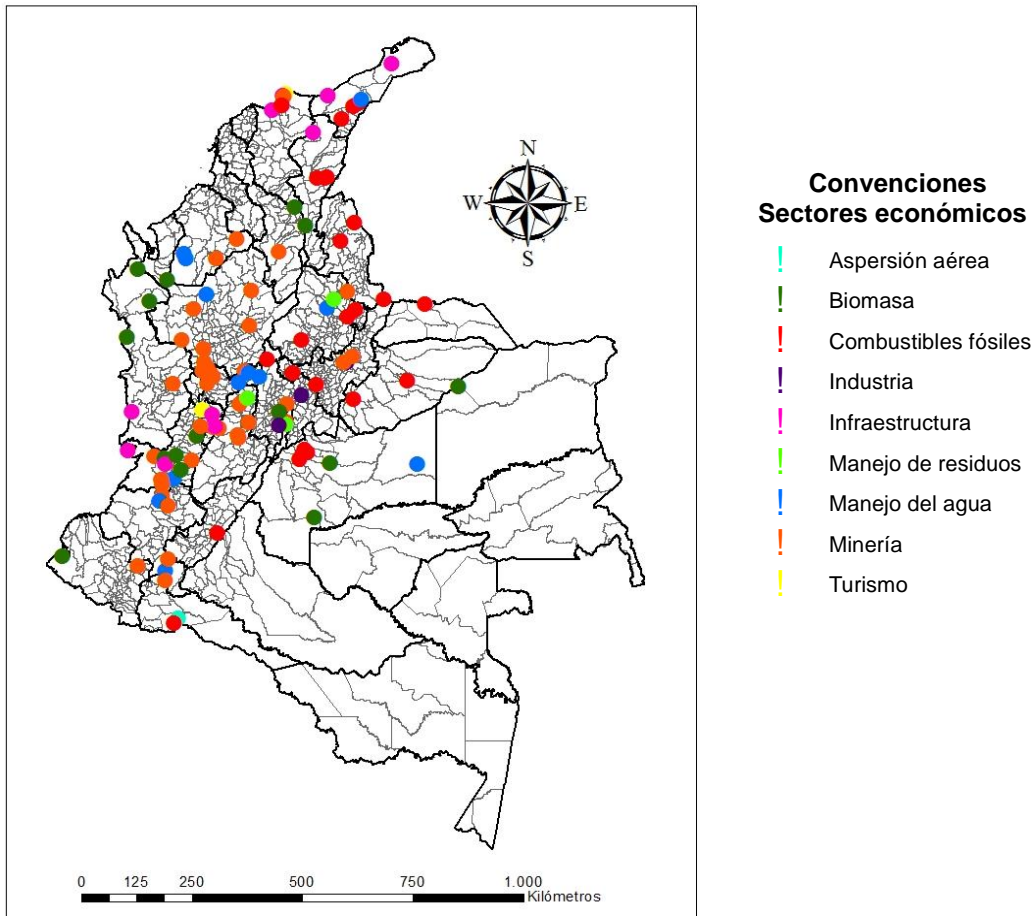 N
W
E
S
Convenciones
Sectores económicos
! Aspersión aérea
! Biomasa
! Combustibles fósiles
! Industria
! Infraestructura
! Manejo de residuos
! Manejo del agua
! Minería
! Turismo
0 125 250 500 750 1.000
Kilómetros